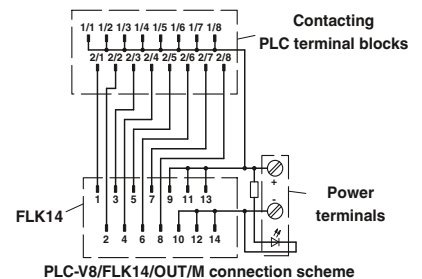 Contacting
PLC terminal blocks
1/1 1/2 1/3 1/4 1/5 1/6 1/7 1/8
2/1 2/2 2/3 2/4 2/5 2/6 2/7 2/8
1 3 5 7 9 11 13
+
-
Power
terminals
FLK14
2 4 6 8 10 12 14
PLC-V8/FLK14/OUT/M connection scheme